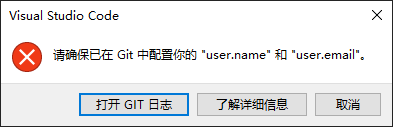 Visual Studio Code
请确保已在 Git 中配置你的 "user.name" 和 "user.email"。
打开 GIT 日志
了解详细信息
取消